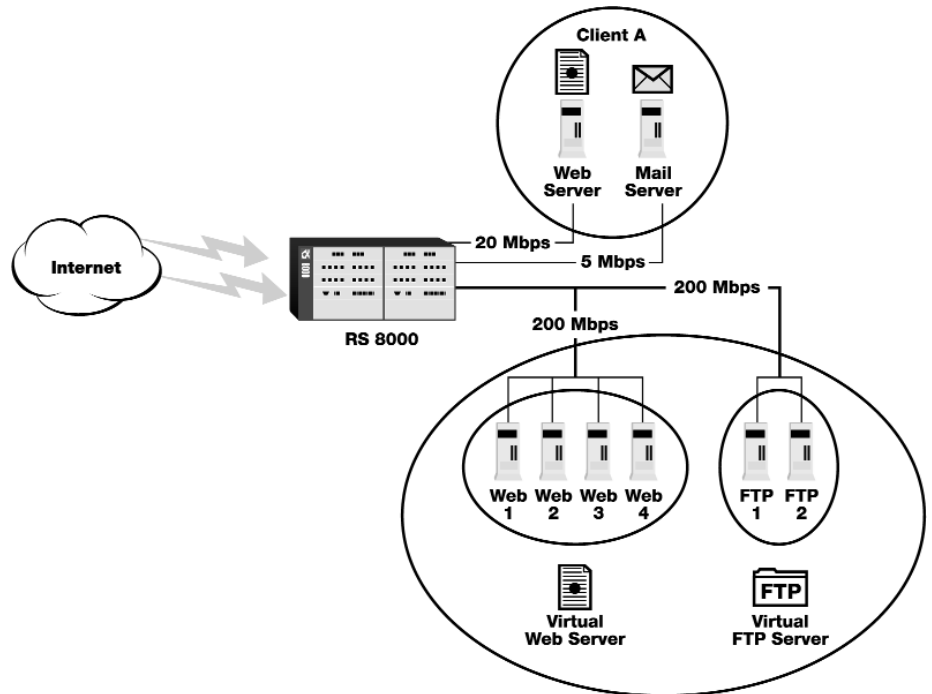 Client A
Web
Server
Mail
Server
20 Mbps
5 Mbps
Internet
200 Mbps
200 Mbps
RS 8000
Web
1
Web
2
Web
3
Web
4
FTP
1
FTP
2
FTP
Virtual
Web Server
Virtual
FTP Server